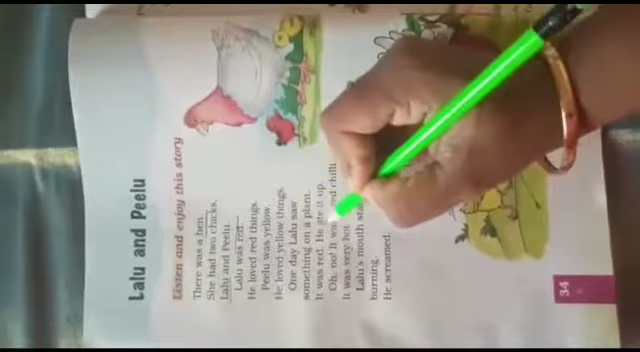 Lalu and Peelu
Listen and enjoy this story
There was a hen
She had two chicks,
Lalu and Peelu.
Lalu was red.
He loved red things.
Peelu was yellow.
He loved yellow things.
One day Lalu saw
something on a plant.
It was red. He ate it up.
Oh, no! It was red chilli.
It was very hot
Lalu's mouth
burning.
He screamed.
34